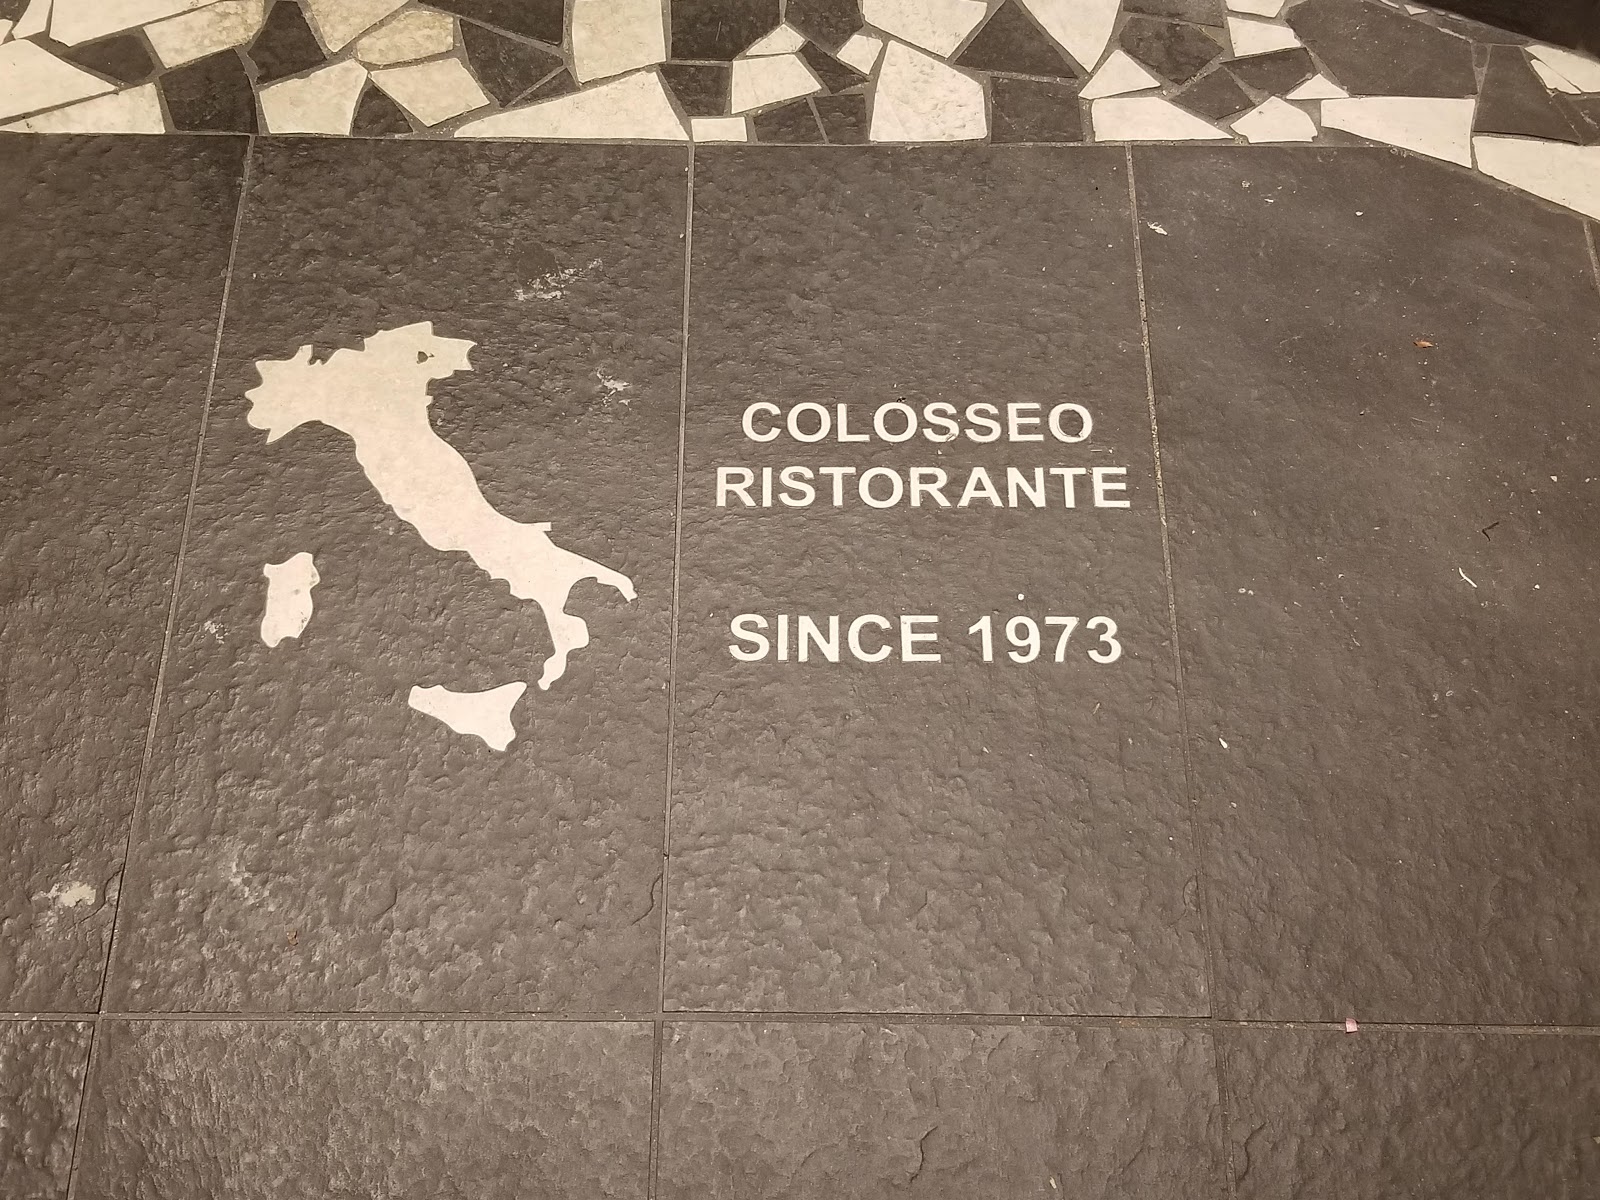 COLOSSEO
RISTORANTE
SINCE 1973